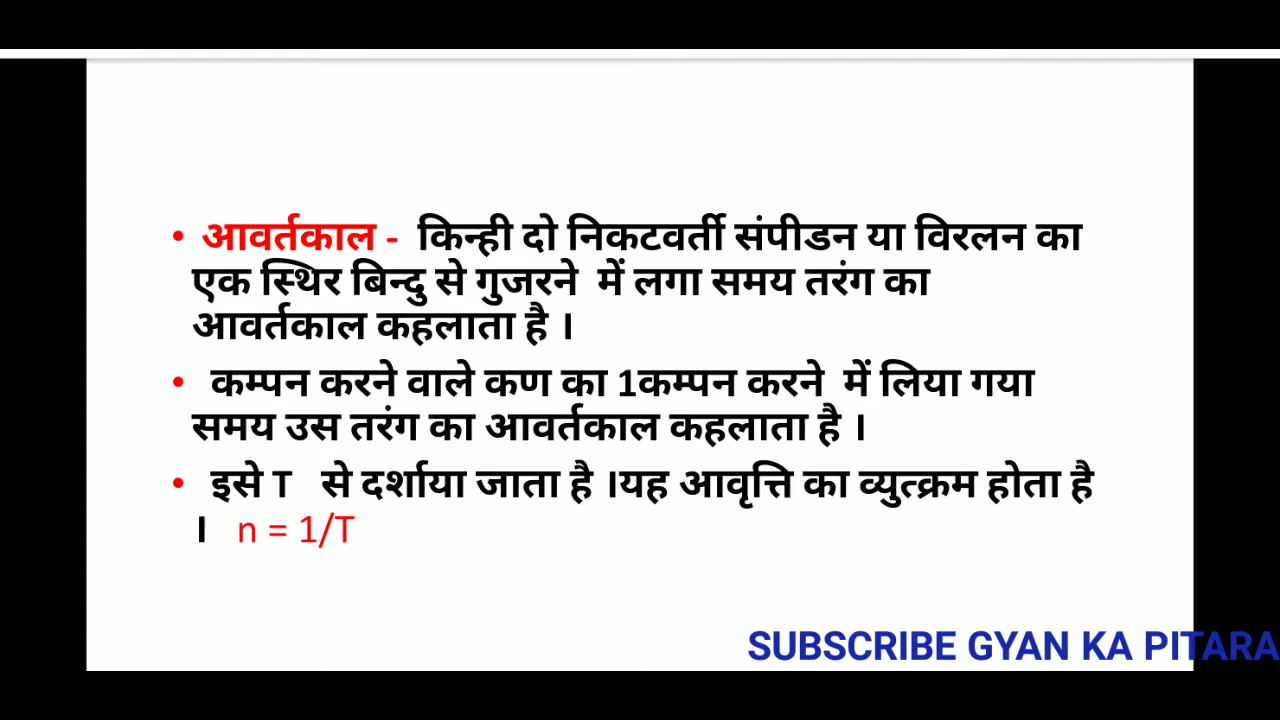 • आवर्तकाल - किन्ही दो निकटवर्ती संपीडन या विरलन का
एक स्थिर बिन्दु से गुजरने में लगा समय तरंग का
आवर्तकाल कहलाता है ।
• कम्पन करने वाले कण का 1कम्पन करने में लिया गया
समय उस तरंग का आवर्तकाल कहलाता है ।
• इसे T से दर्शाया जाता है ।यह आवृत्ति का व्युत्क्रम होता है
। n = 1/T
SUBSCRIBE GYAN KA PITARA